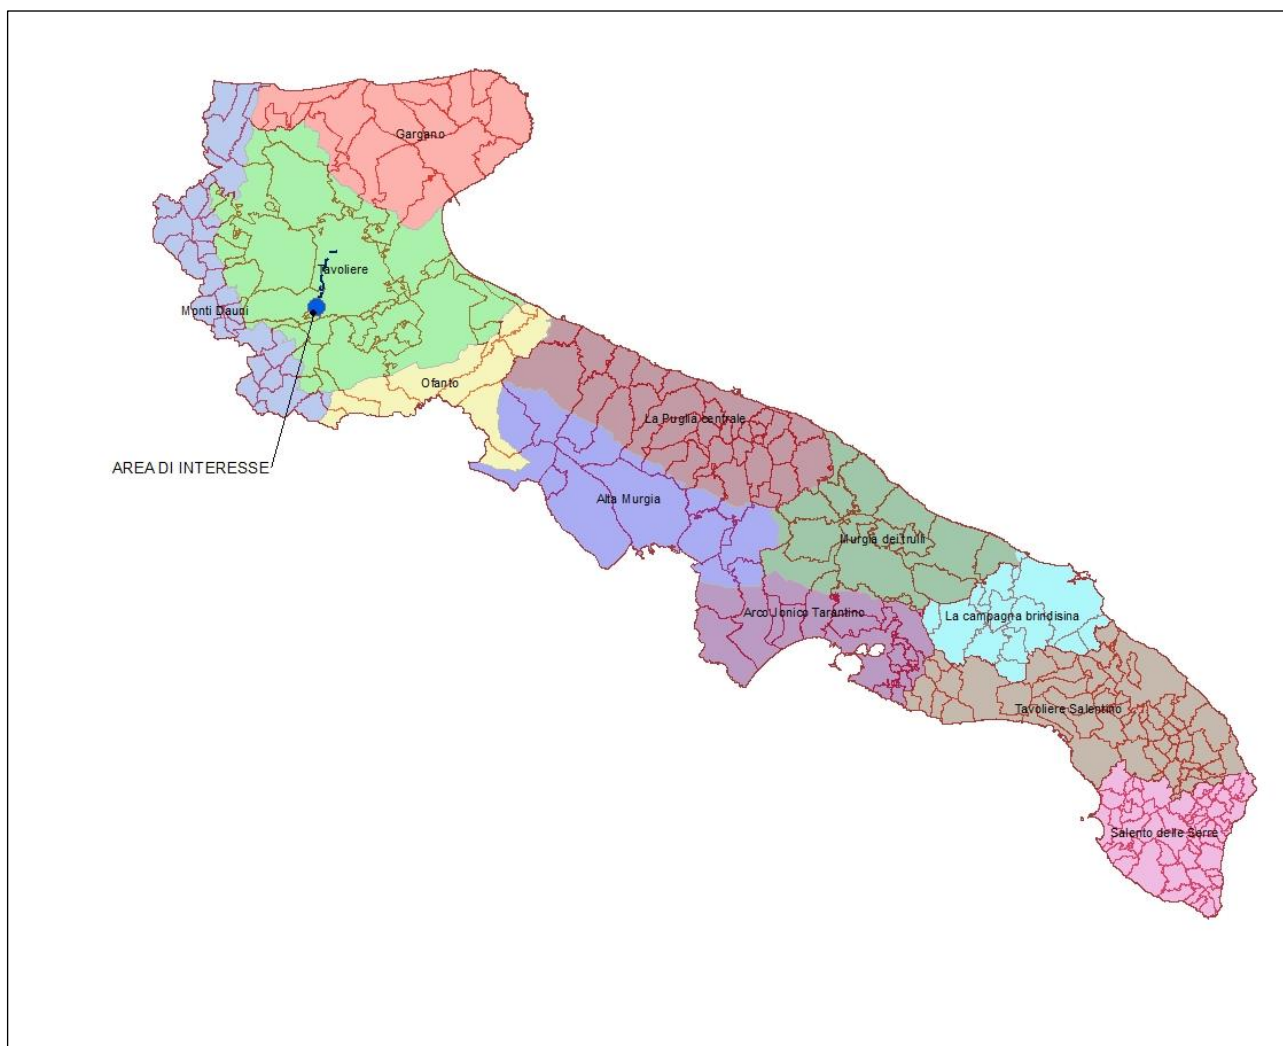 Gargano
Tavoliere
Monti Dauni
Ofanto
La Puglia centrale
AREA DI INTERESSE
Alta Murgia
Murgia dei trulli
Arco Jonico Tarantino
La campagna brindisina
Tavoliere Salentino
Salento delle Serre